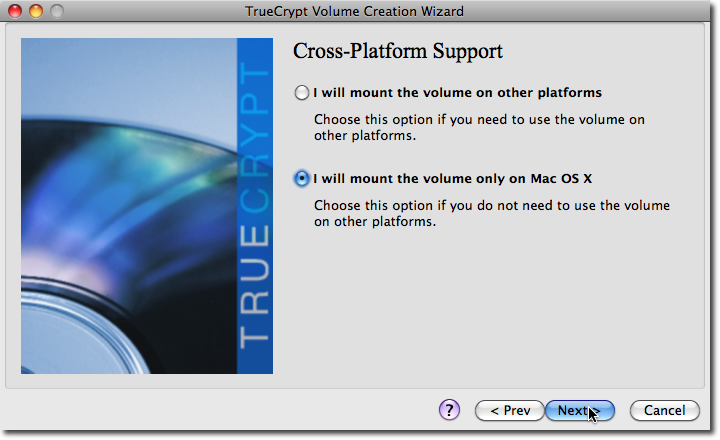 TrueCrypt Volume Creation Wizard
TRUECRYPT
Cross-Platform Support
I will mount the volume on other platforms
Choose this option if you need to use the volume on
other platforms.
I will mount the volume only on Mac OS X
Choose this option if you do not need to use the volume
on other platforms.
?
< Prev
Next >
Cancel